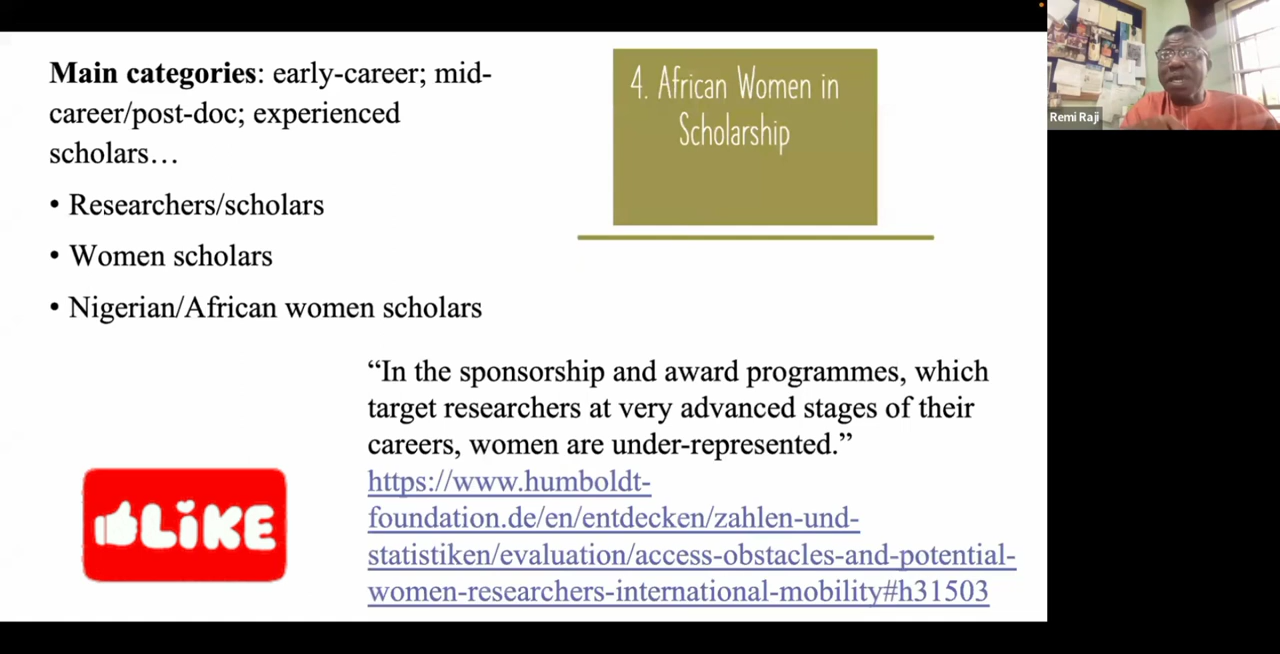 Main categories: early-career; mid-
career/post-doc; experienced
scholars…
• Researchers/scholars
• Women scholars
• Nigerian/African women scholars
4. African Women in
Scholarship
Remi Raji
“In the sponsorship and award programmes, which
target researchers at very advanced stages of their
careers, women are under-represented.”
https://www.humboldt-
foundation.de/en/entdecken/zahlen-und-
statistiken/evaluation/access-obstacles-and-potential-
women-researchers-international-mobility#h31503
LiKE